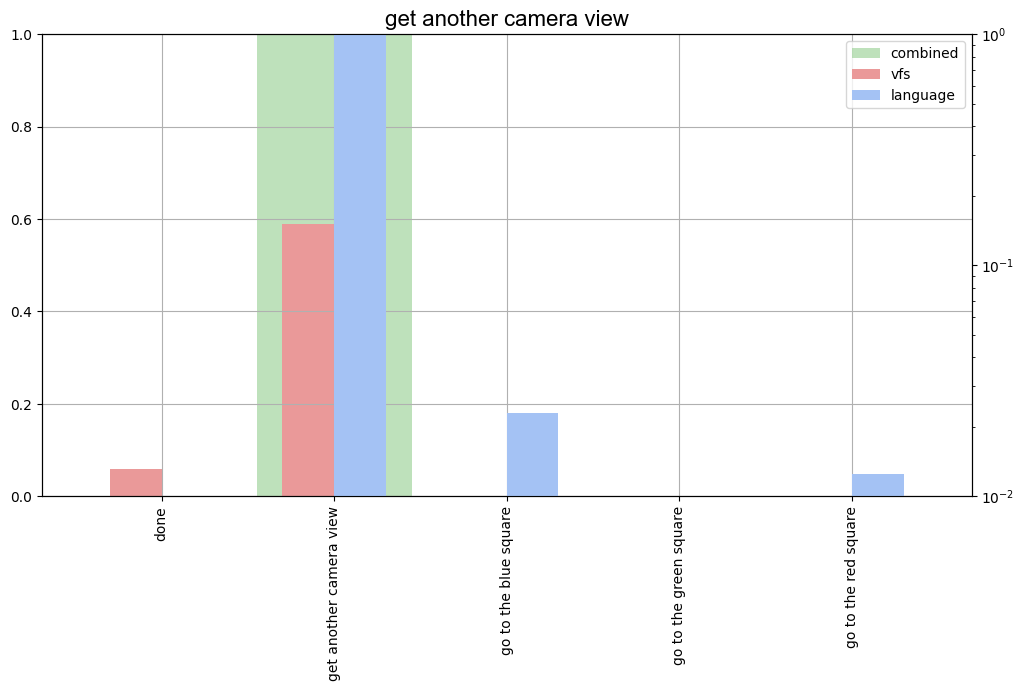 get another camera view
1.0
0.8
0.6
0.4
0.2
0.0
10⁰
10⁻¹
10⁻²
combined
vfs
language
done
get another camera view
go to the blue square
go to the green square
go to the red square